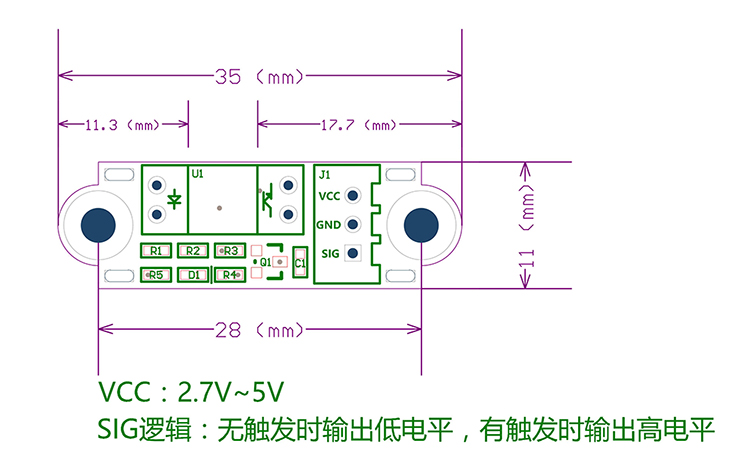 35 (mm)
11.3 (mm)
17.7 (mm)
U1
J1
VCC
GND
SIG
R1
R2
R3
Q1
C1
R5
D1
R4
11 (mm)
28 (mm)
VCC：2.7V~5V
SIG逻辑：无触发时输出低电平，有触发时输出高电平